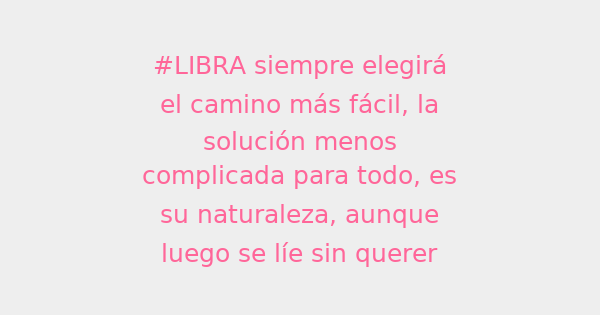 #LIBRA siempre elegirá
el camino más fácil, la
solución menos
complicada para todo, es
su naturaleza, aunque
luego se líe sin querer